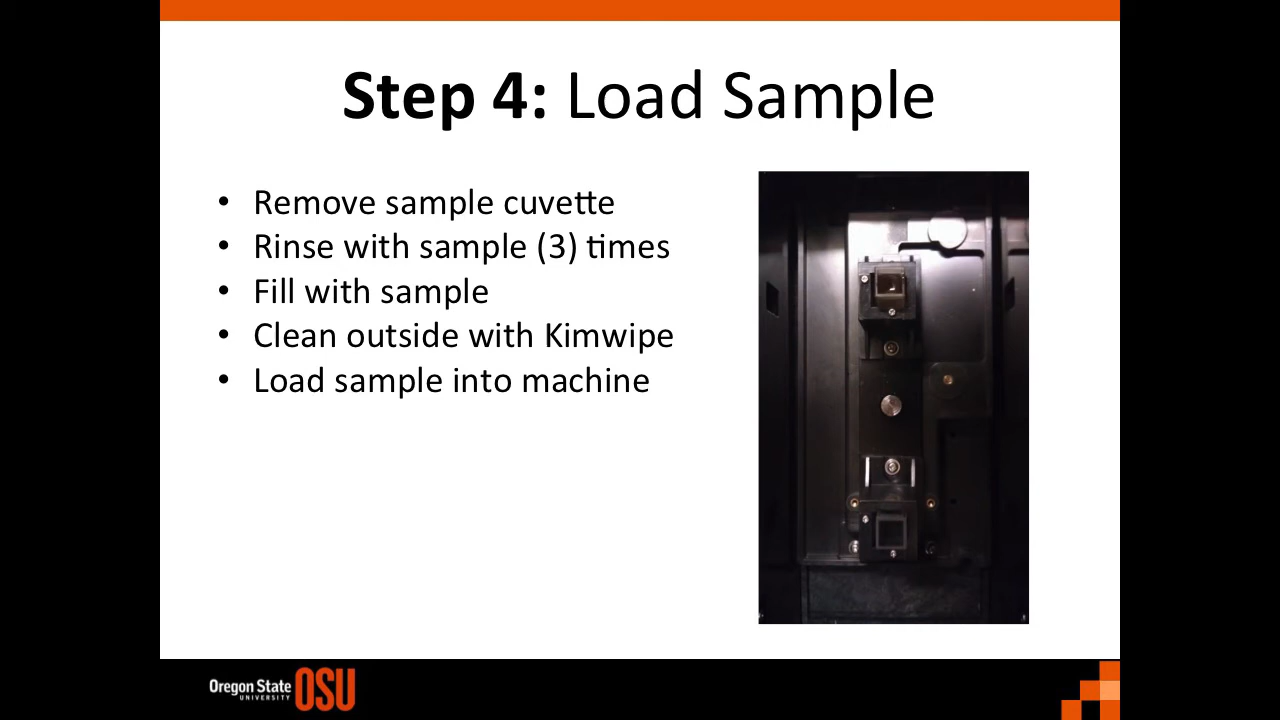 Step 4: Load Sample
• Remove sample cuvette
• Rinse with sample (3) times
• Fill with sample
• Clean outside with Kimwipe
• Load sample into machine
Oregon State
UNIVERSITY
OSU